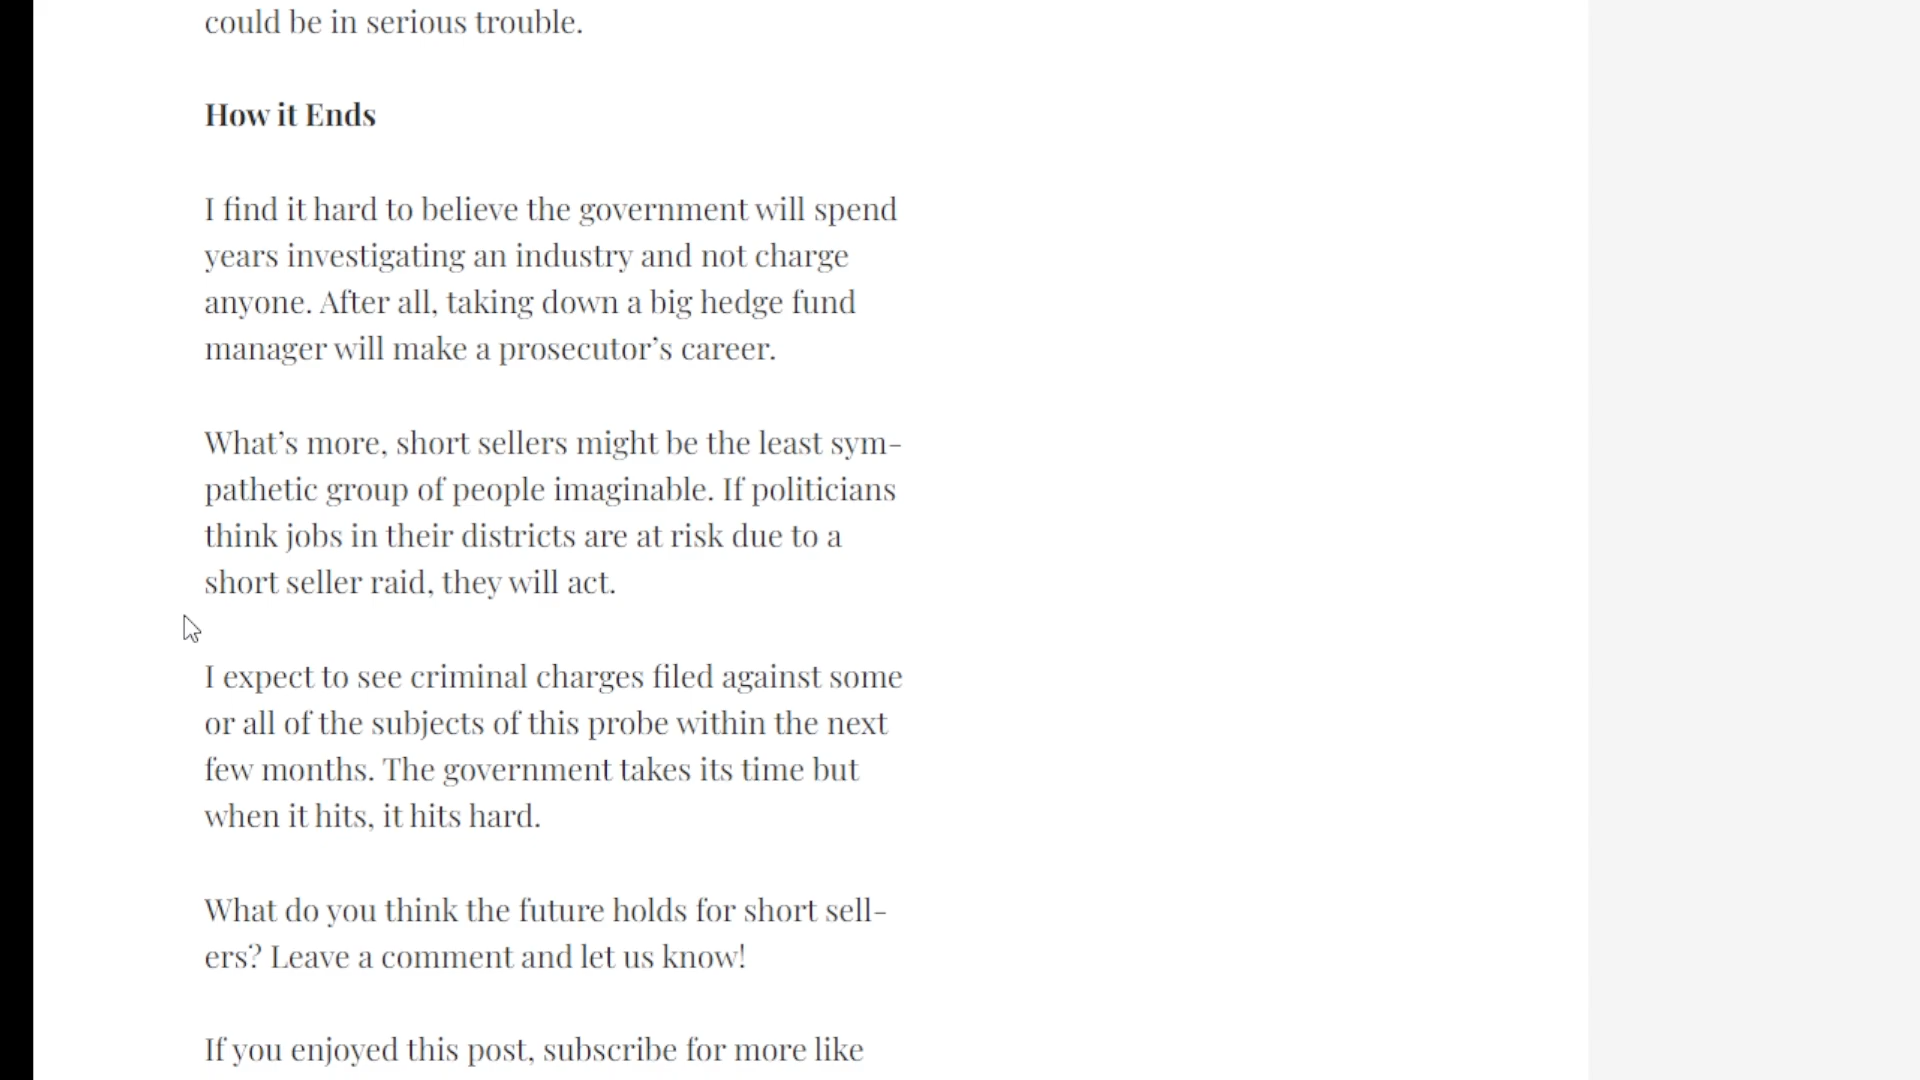 could be in serious trouble.
How it Ends
I find it hard to believe the government will spend
years investigating an industry and not charge
anyone. After all, taking down a big hedge fund
manager will make a prosecutor’s career.
What’s more, short sellers might be the least sym-
pathetic group of people imaginable. If politicians
think jobs in their districts are at risk due to a
short seller raid, they will act.
I expect to see criminal charges filed against some
or all of the subjects of this probe within the next
few months. The government takes its time but
when it hits, it hits hard.
What do you think the future holds for short sell-
ers? Leave a comment and let us know!
If you enjoyed this post, subscribe for more like